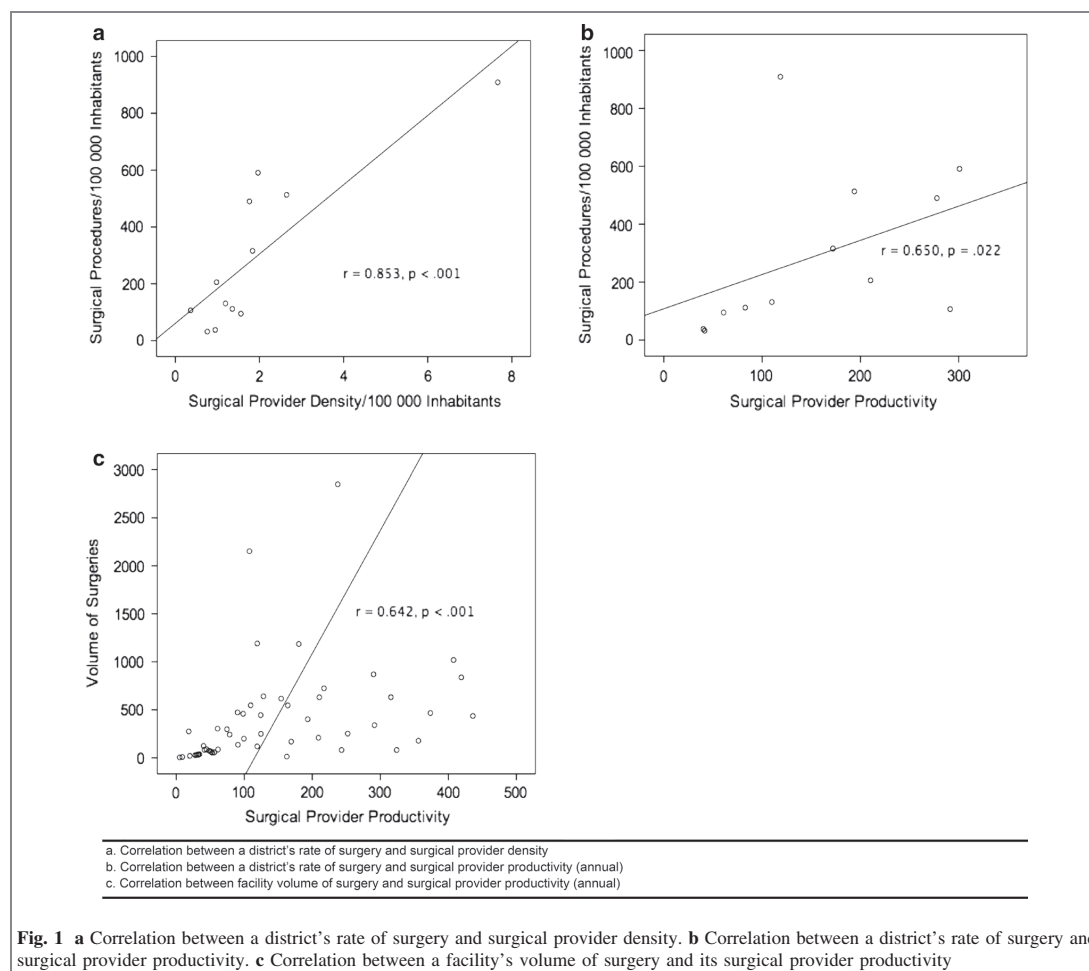 a
Surgical Procedures/100 000 Inhabitants
1000
800
600
400
200
0
r = 0.853, p < .001
0 2 4 6 8
Surgical Provider Density/100 000 Inhabitants
b
Surgical Procedures/100 000 Inhabitants
1000
800
600
400
200
0
r = 0.650, p = .022
0 100 200 300
Surgical Provider Productivity
c
Volume of Surgeries
3000
2500
2000
1500
1000
500
0
r = 0.642, p < .001
0 100 200 300 400 500
Surgical Provider Productivity
a. Correlation between a district's rate of surgery and surgical provider density
b. Correlation between a district's rate of surgery and surgical provider productivity (annual)
c. Correlation between facility volume of surgery and surgical provider productivity (annual)
Fig. 1 a Correlation between a district's rate of surgery and surgical provider density. b Correlation between a district's rate of surgery and
surgical provider productivity. c Correlation between a facility's volume of surgery and its surgical provider productivity